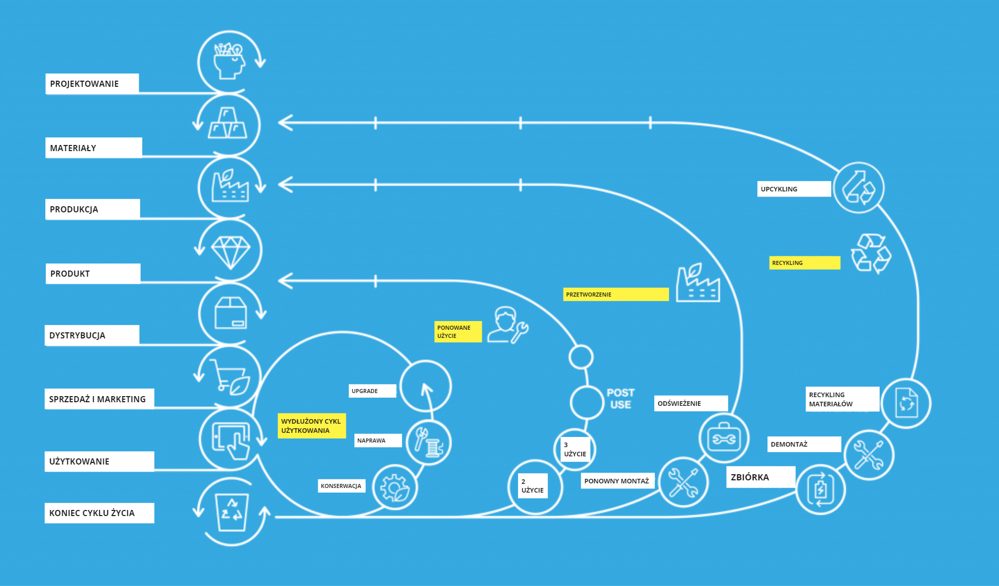 PROJEKTOWANIE
MATERIAŁY
PRODUKCJA
PRODUKT
DYSTRYBUCJA
SPRZEDAŻ I MARKETING
UŻYTKOWANIE
KONIEC CYKLU ŻYCIA
WYDŁUŻONY CYKL
UŻYTKOWANIA
UPGRADE
NAPRAWA
KONSERWACJA
PONOWANE
UŻYCIE
POST
USE
3
UŻYCIE
2
UŻYCIE
PRZETWORZENIE
ODŚWIEŻENIE
PONOWNY MONTAŻ
UPCYKLING
RECYKLING
RECYKLING
MATERIAŁÓW
DEMONTAŻ
ZBIÓRKA